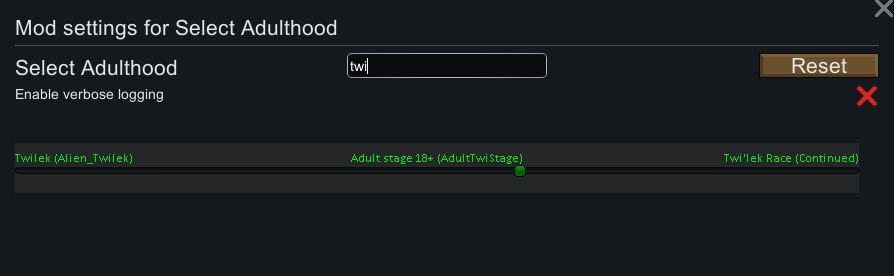 Mod settings for Select Adulthood
Select Adulthood
twi
Reset
Enable verbose logging
Twilek (Alien_Twilek)
Adult stage 18+ (AdultTwiStage)
Twi'lek Race (Continued)